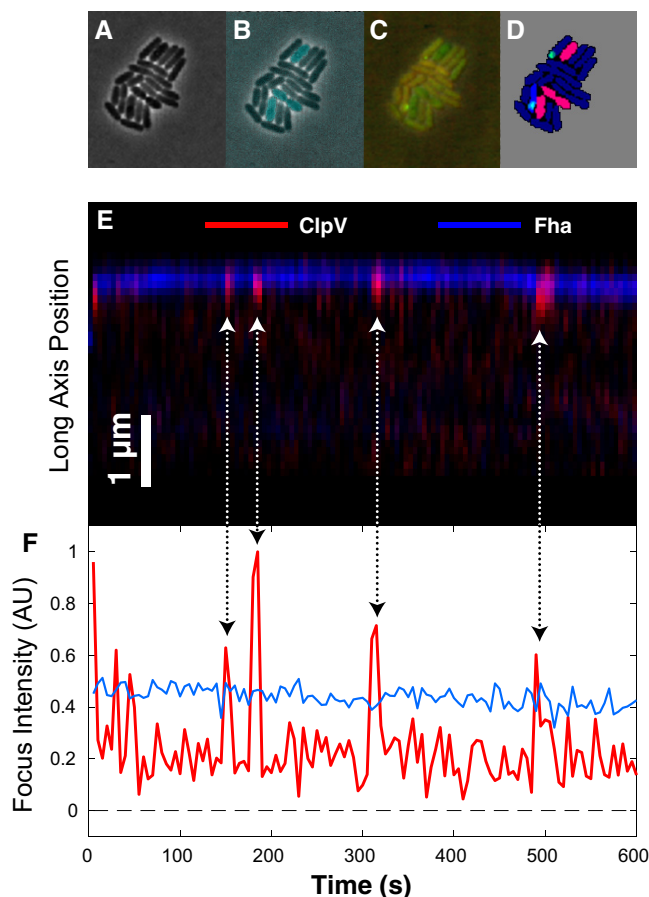 A B C D
E ClpV Fha
Long Axis Position
1 µm
F
Focus Intensity (AU)
1
0.8
0.6
0.4
0.2
0
0 100 200 300 400 500 600
Time (s)